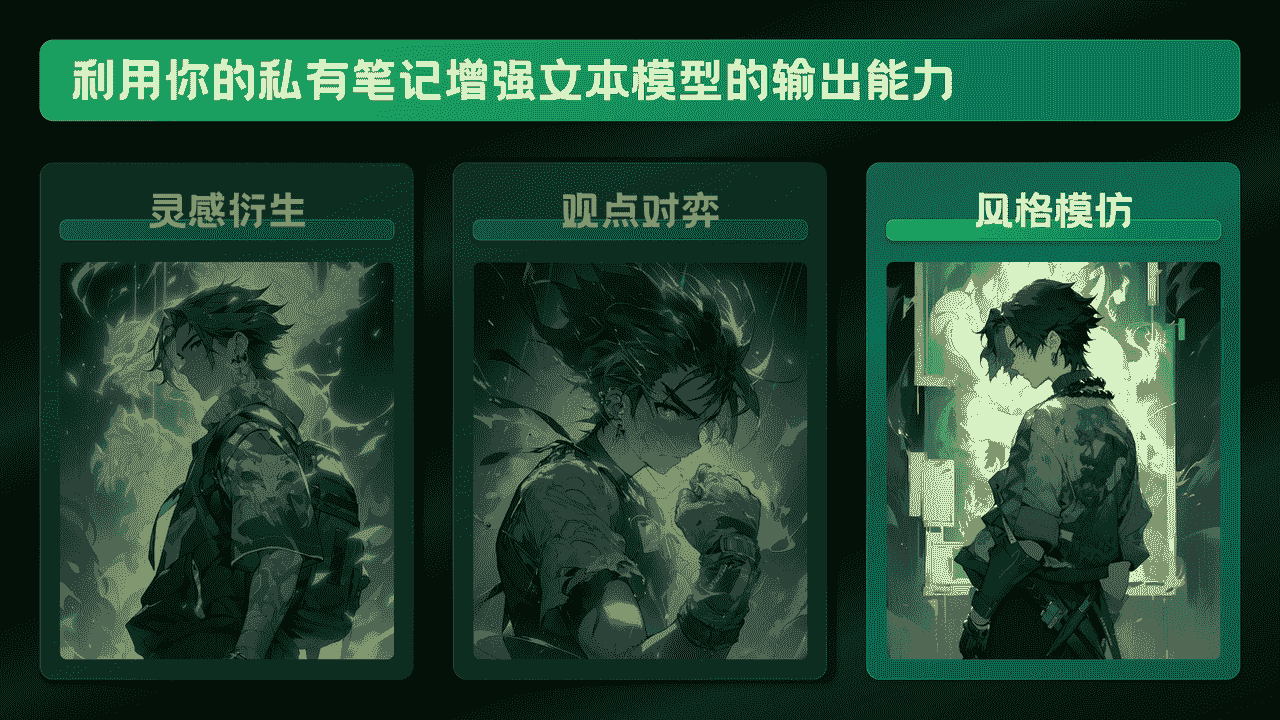 利用你的私有笔记增强文本模型的输出能力
灵感衍生
观点对弈
风格模仿